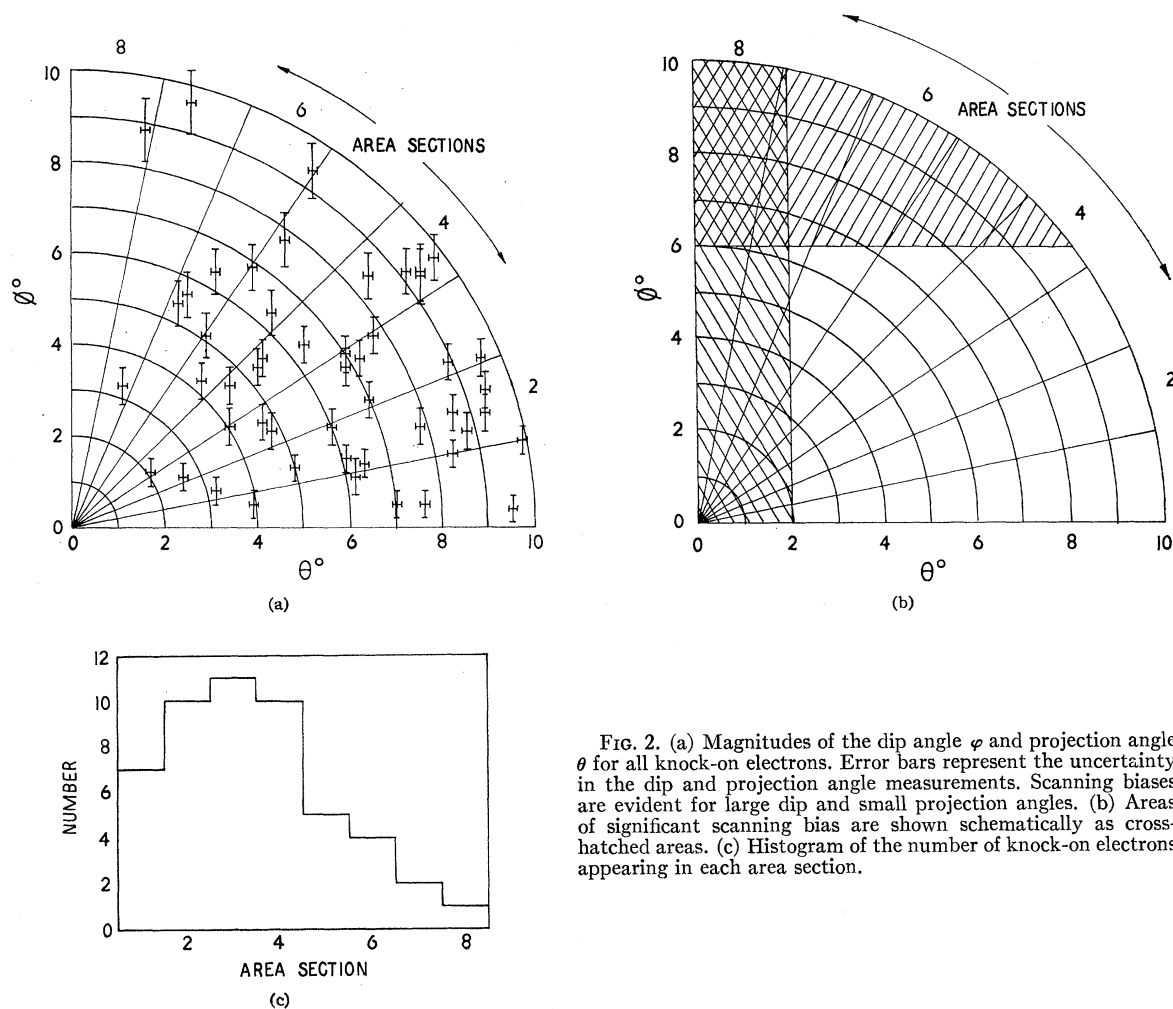 8
10
6
AREA SECTIONS
8
4
6
ϕ°
4
2
2
0
0 2 4 6 8 10
θ°
(a)
8
10
6
AREA SECTIONS
8
4
6
ϕ°
4
2
2
0
0 2 4 6 8 10
θ°
(b)
12
10
8
6
4
2
0
NUMBER
2 4 6 8
AREA SECTION
(c)
FIG. 2. (a) Magnitudes of the dip angle φ and projection angle
θ for all knock-on electrons. Error bars represent the uncertainty
in the dip and projection angle measurements. Scanning biases
are evident for large dip and small projection angles. (b) Areas
of significant scanning bias are shown schematically as cross-
hatched areas. (c) Histogram of the number of knock-on electrons
appearing in each area section.